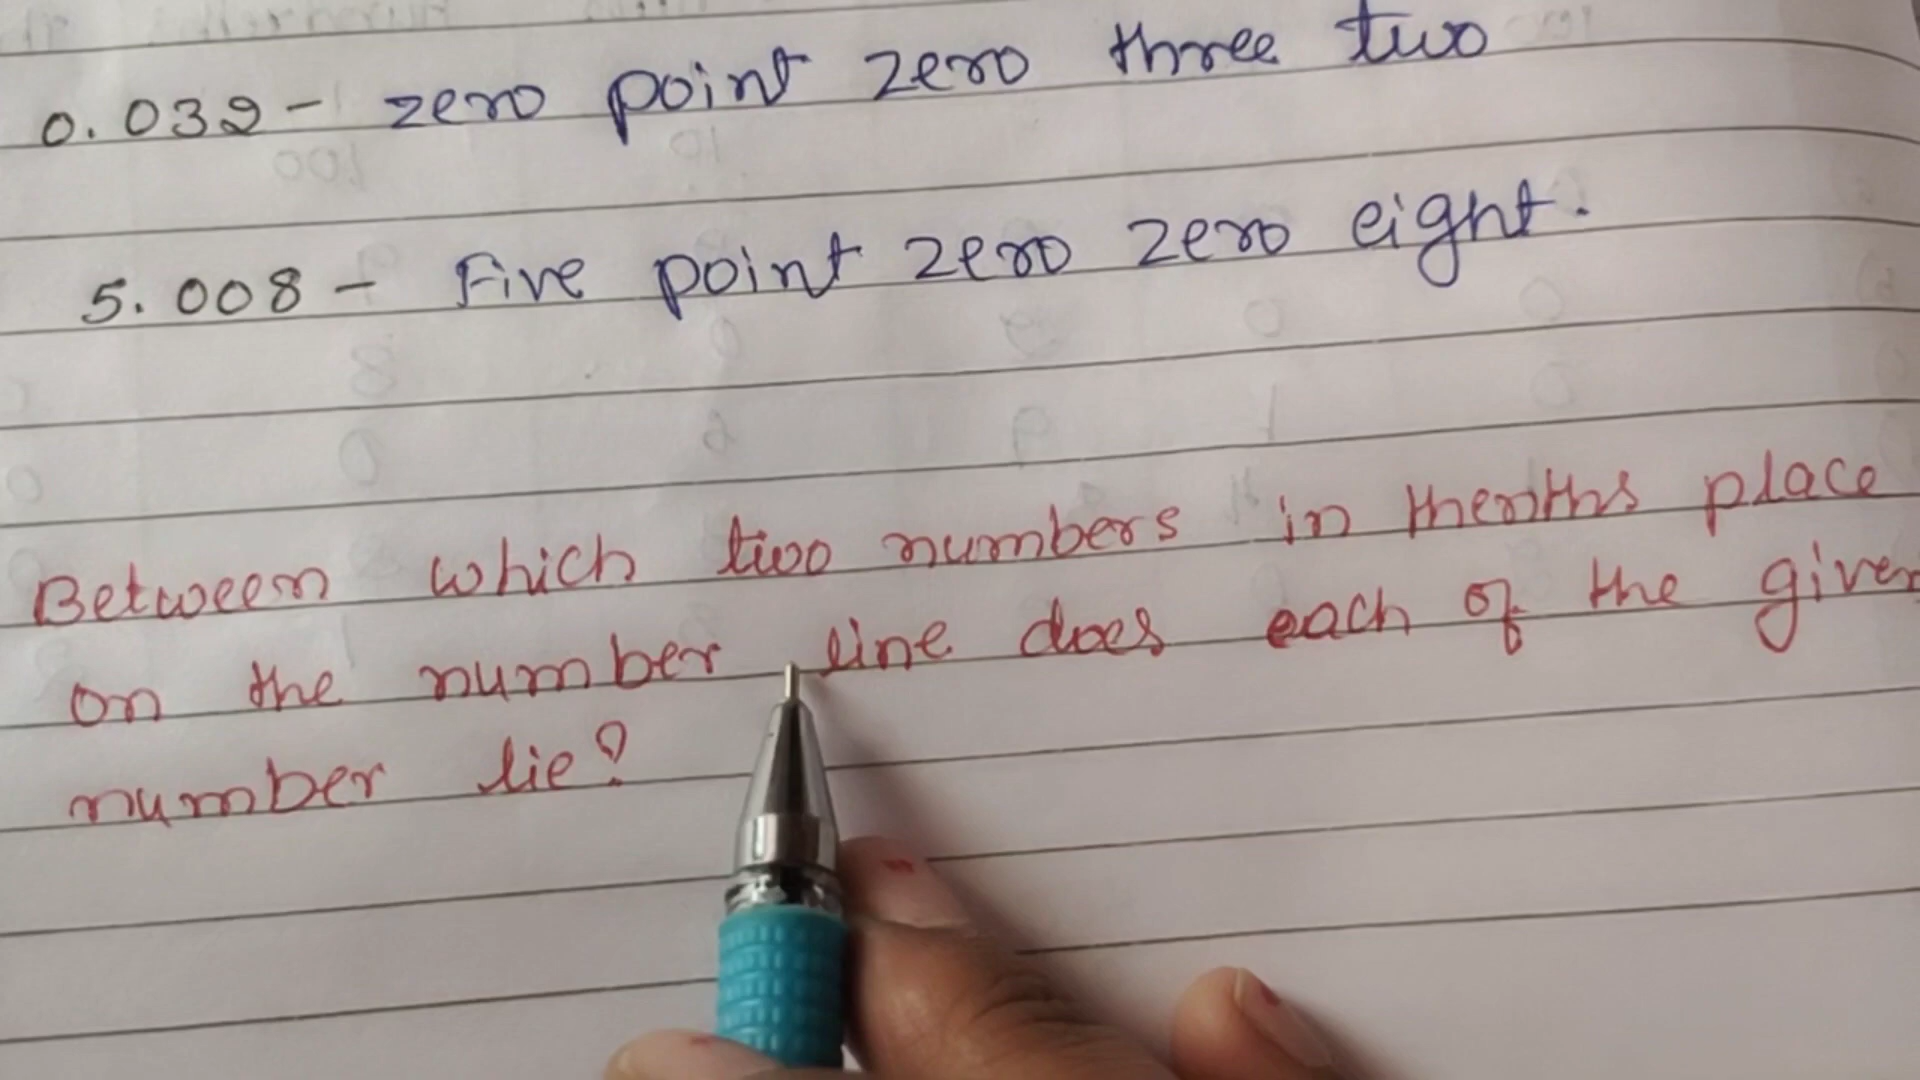 0.032 - zero point zero three two
5.008 - Five point zero zero eight.
Between which two numbers in thenths place
on the number line does each of the given
number lie?